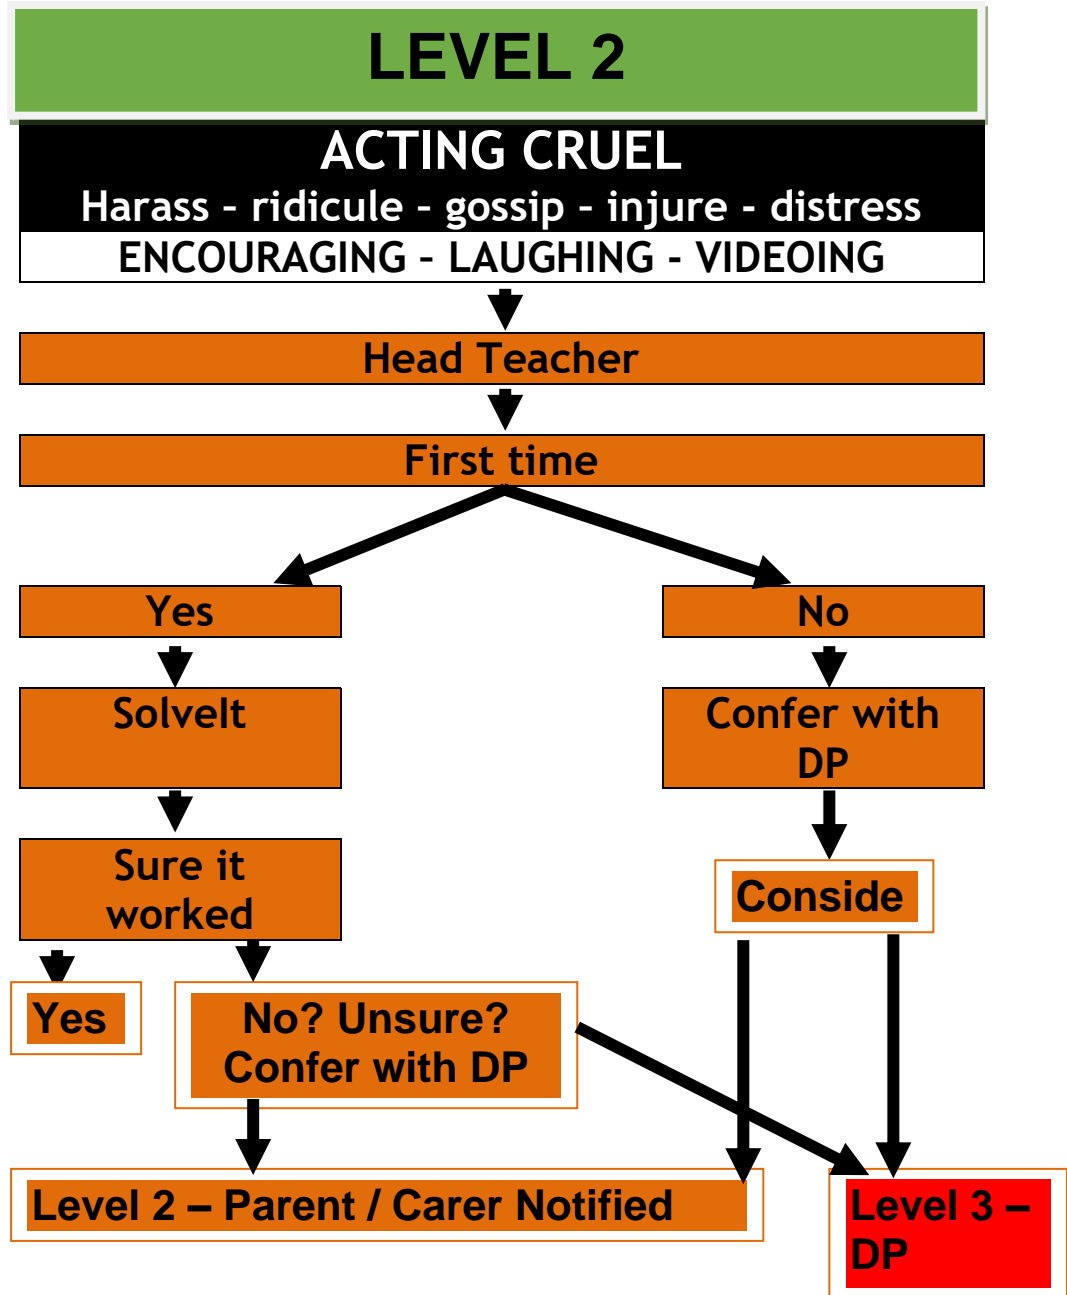 LEVEL 2
ACTING CRUEL
Harass – ridicule – gossip – injure - distress
ENCOURAGING – LAUGHING - VIDEOING
Head Teacher
First time
Yes
No
SolveIt
Confer with
DP
Sure it
worked
Conside
Yes
No? Unsure?
Confer with DP
Level 2 – Parent / Carer Notified
Level 3 –
DP